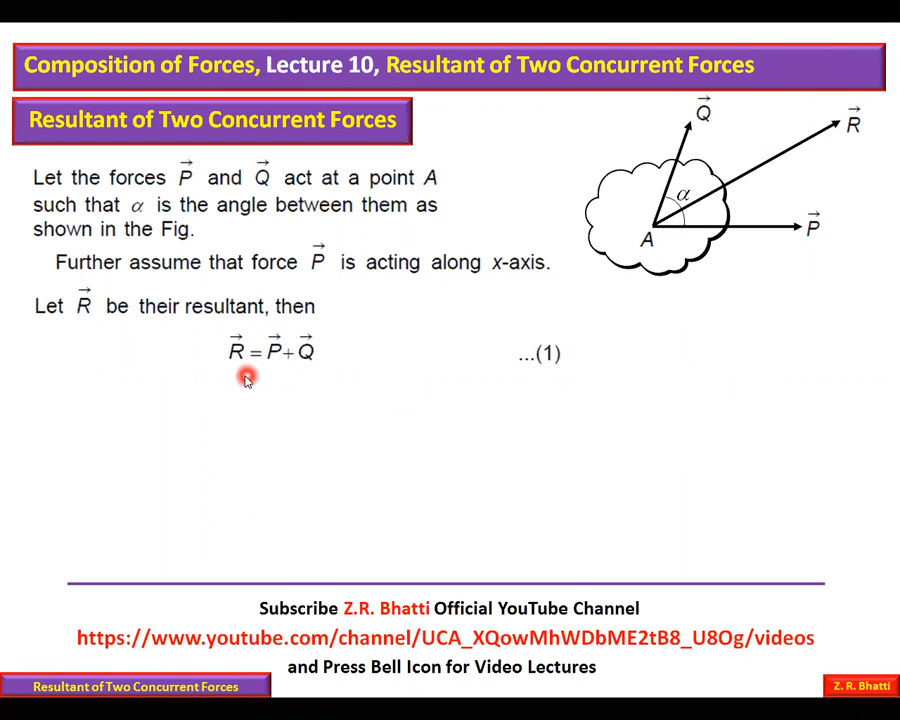 Composition of Forces, Lecture 10, Resultant of Two Concurrent Forces
Resultant of Two Concurrent Forces
Let the forces P⃗ and Q⃗ act at a point A
such that α is the angle between them as
shown in the Fig.
Further assume that force P⃗ is acting along x-axis.
Let R⃗ be their resultant, then
R⃗ = P⃗ + Q⃗ ...(1)
Q⃗
R⃗
α
P⃗
A
Subscribe Z.R. Bhatti Official YouTube Channel
https://www.youtube.com/channel/UCA_XQowMhWDbME2tB8_U8Og/videos
and Press Bell Icon for Video Lectures
Resultant of Two Concurrent Forces
Z. R. Bhatti